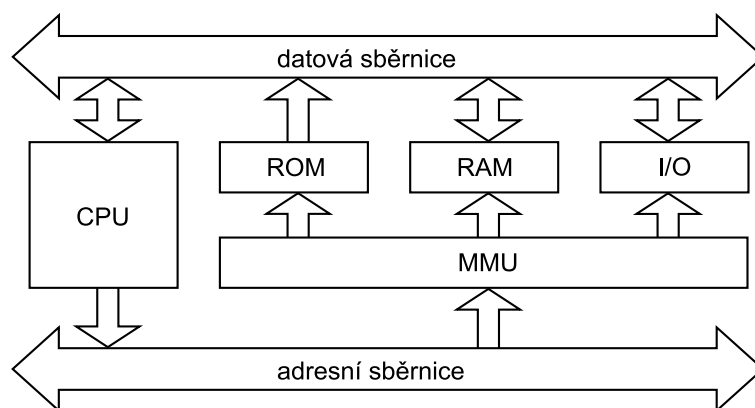 datová sběrnice
ROM
RAM
I/O
CPU
MMU
adresní sběrnice